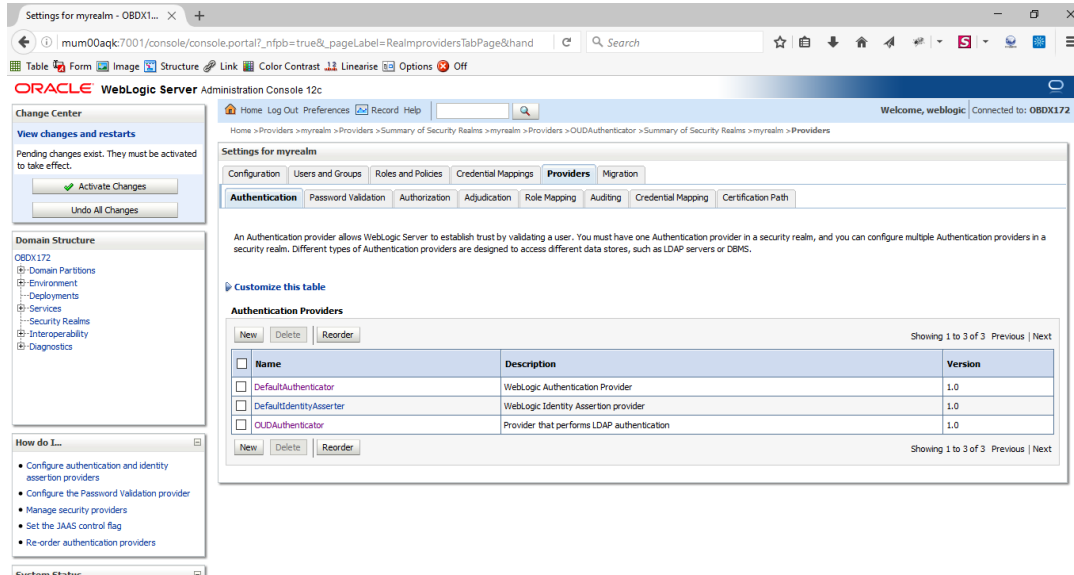 Settings for myrealm - OBDX1...
mum00aqk:7001/console/console.portal?_nfpb=true&_pageLabel=RealmprovidersTabPage&hand
Search
Table Form Image Structure Link Color Contrast Linearise Options Off
ORACLE WebLogic Server Administration Console 12c
Change Center
View changes and restarts
Pending changes exist. They must be activated
to take effect.
Activate Changes
Undo All Changes
Domain Structure
OBDX172
Domain Partitions
Environment
Deployments
Services
Security Realms
Interoperability
Diagnostics
How do I...
Configure authentication and identity
assertion providers
Configure the Password Validation provider
Manage security providers
Set the JAAS control flag
Re-order authentication providers
System Status
Home Log Out Preferences Record Help
Welcome, weblogic Connected to: OBDX172
Home >Providers >myrealm >Providers >Summary of Security Realms >myrealm >Providers >OUDAuthenticator >Summary of Security Realms >myrealm >Providers
Settings for myrealm
Configuration Users and Groups Roles and Policies Credential Mappings Providers Migration
Authentication Password Validation Authorization Adjudication Role Mapping Auditing Credential Mapping Certification Path
An Authentication provider allows WebLogic Server to establish trust by validating a user. You must have one Authentication provider in a security realm, and you can configure multiple Authentication providers in a
security realm. Different types of Authentication providers are designed to access different data stores, such as LDAP servers or DBMS.
Customize this table
Authentication Providers
New Delete Reorder Showing 1 to 3 of 3 Previous | Next
Name Description Version
DefaultAuthenticator WebLogic Authentication Provider 1.0
DefaultIdentityAsserter WebLogic Identity Assertion provider 1.0
OUDAuthenticator Provider that performs LDAP authentication 1.0
New Delete Reorder Showing 1 to 3 of 3 Previous | Next